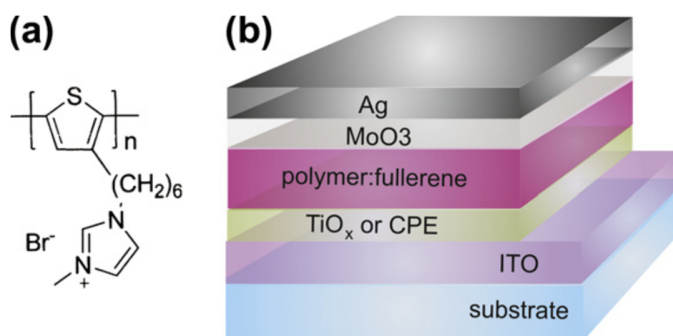 (a)
S
n
(CH₂)₆
N
Br⁻
N
+
(b)
Ag
MoO3
polymer:fullerene
TiOₓ or CPE
ITO
substrate